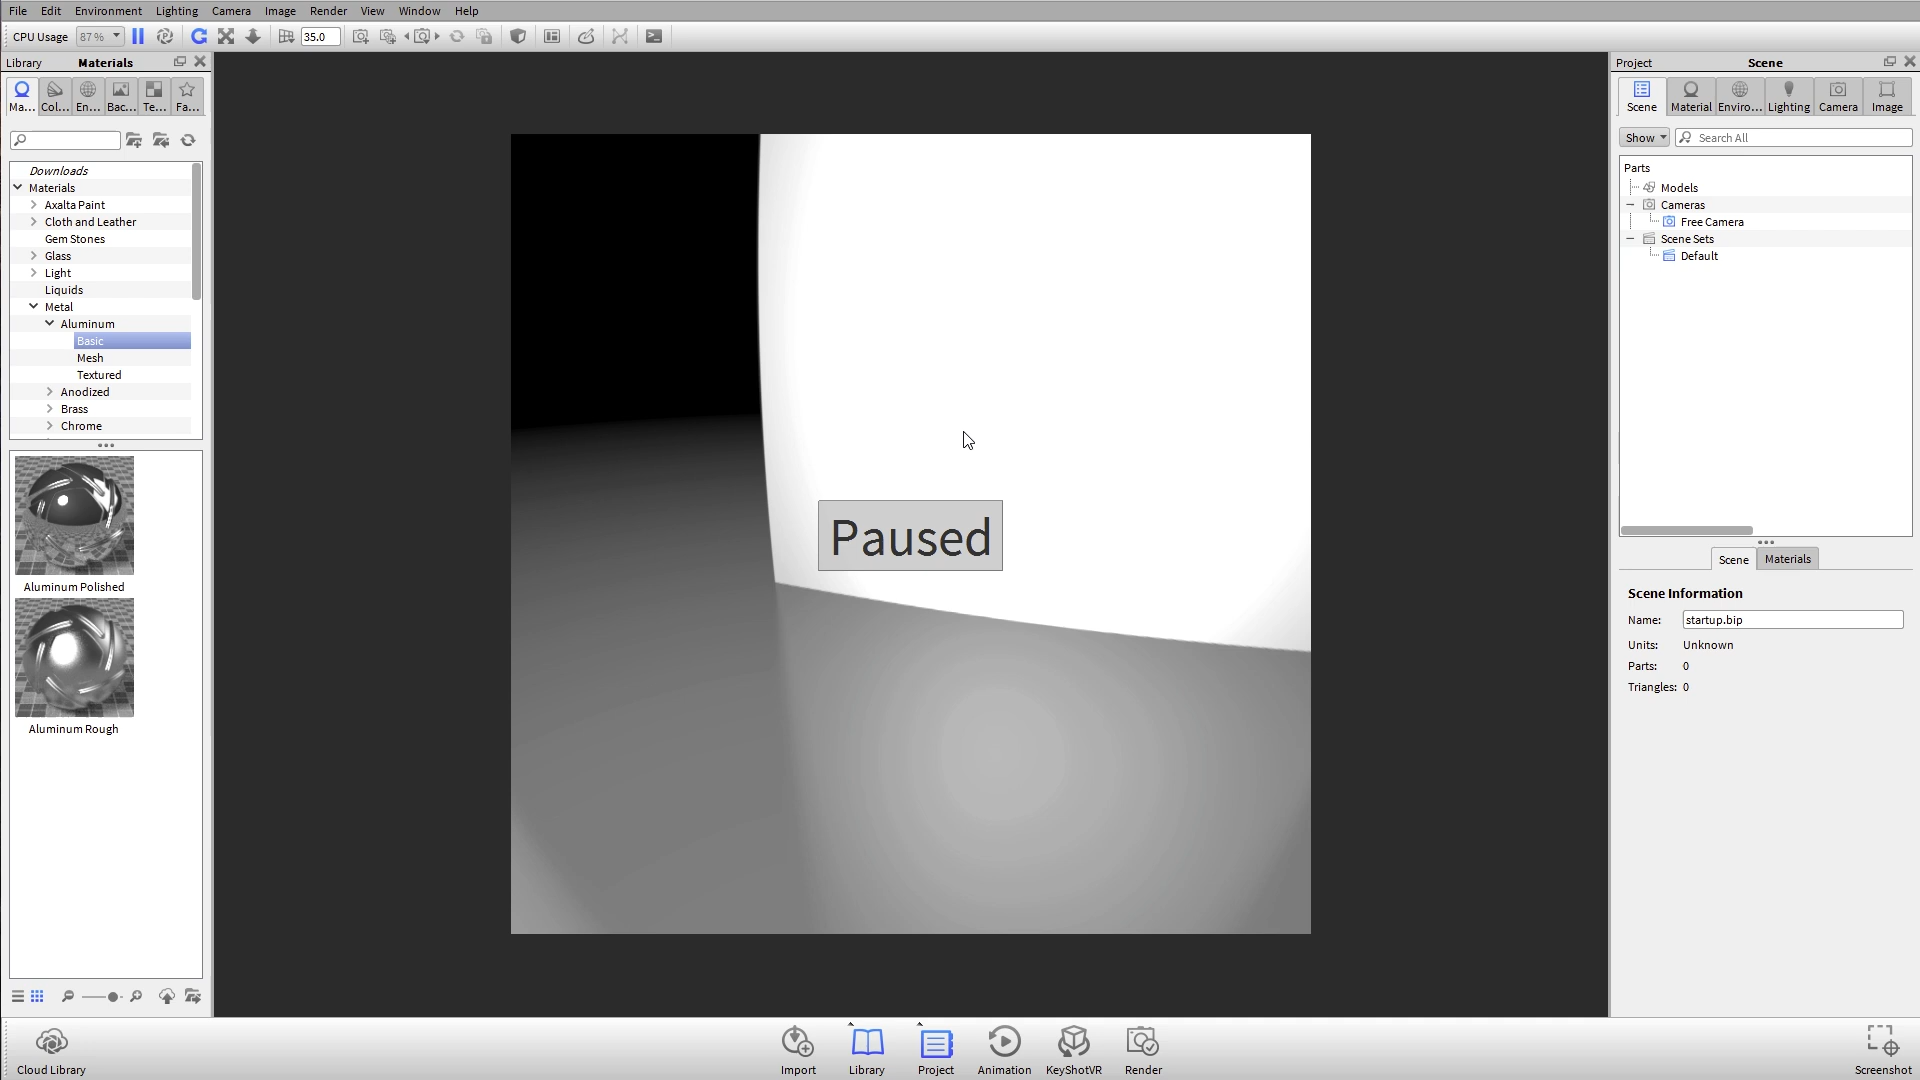 File Edit Environment Lighting Camera Image Render View Window Help
CPU Usage 87 % 35.0
Library Materials
Ma... Col... En... Bac... Te... Fa...
Downloads
Materials
Axalta Paint
Cloth and Leather
Gem Stones
Glass
Light
Liquids
Metal
Aluminum
Basic
Mesh
Textured
Anodized
Brass
Chrome
Aluminum Polished
Aluminum Rough
Paused
Project Scene
Scene Material Enviro... Lighting Camera Image
Show Search All
Parts
Models
Cameras
Free Camera
Scene Sets
Default
Scene Materials
Scene Information
Name: startup.bip
Units: Unknown
Parts: 0
Triangles: 0
Cloud Library Import Library Project Animation KeyShotVR Render Screenshot